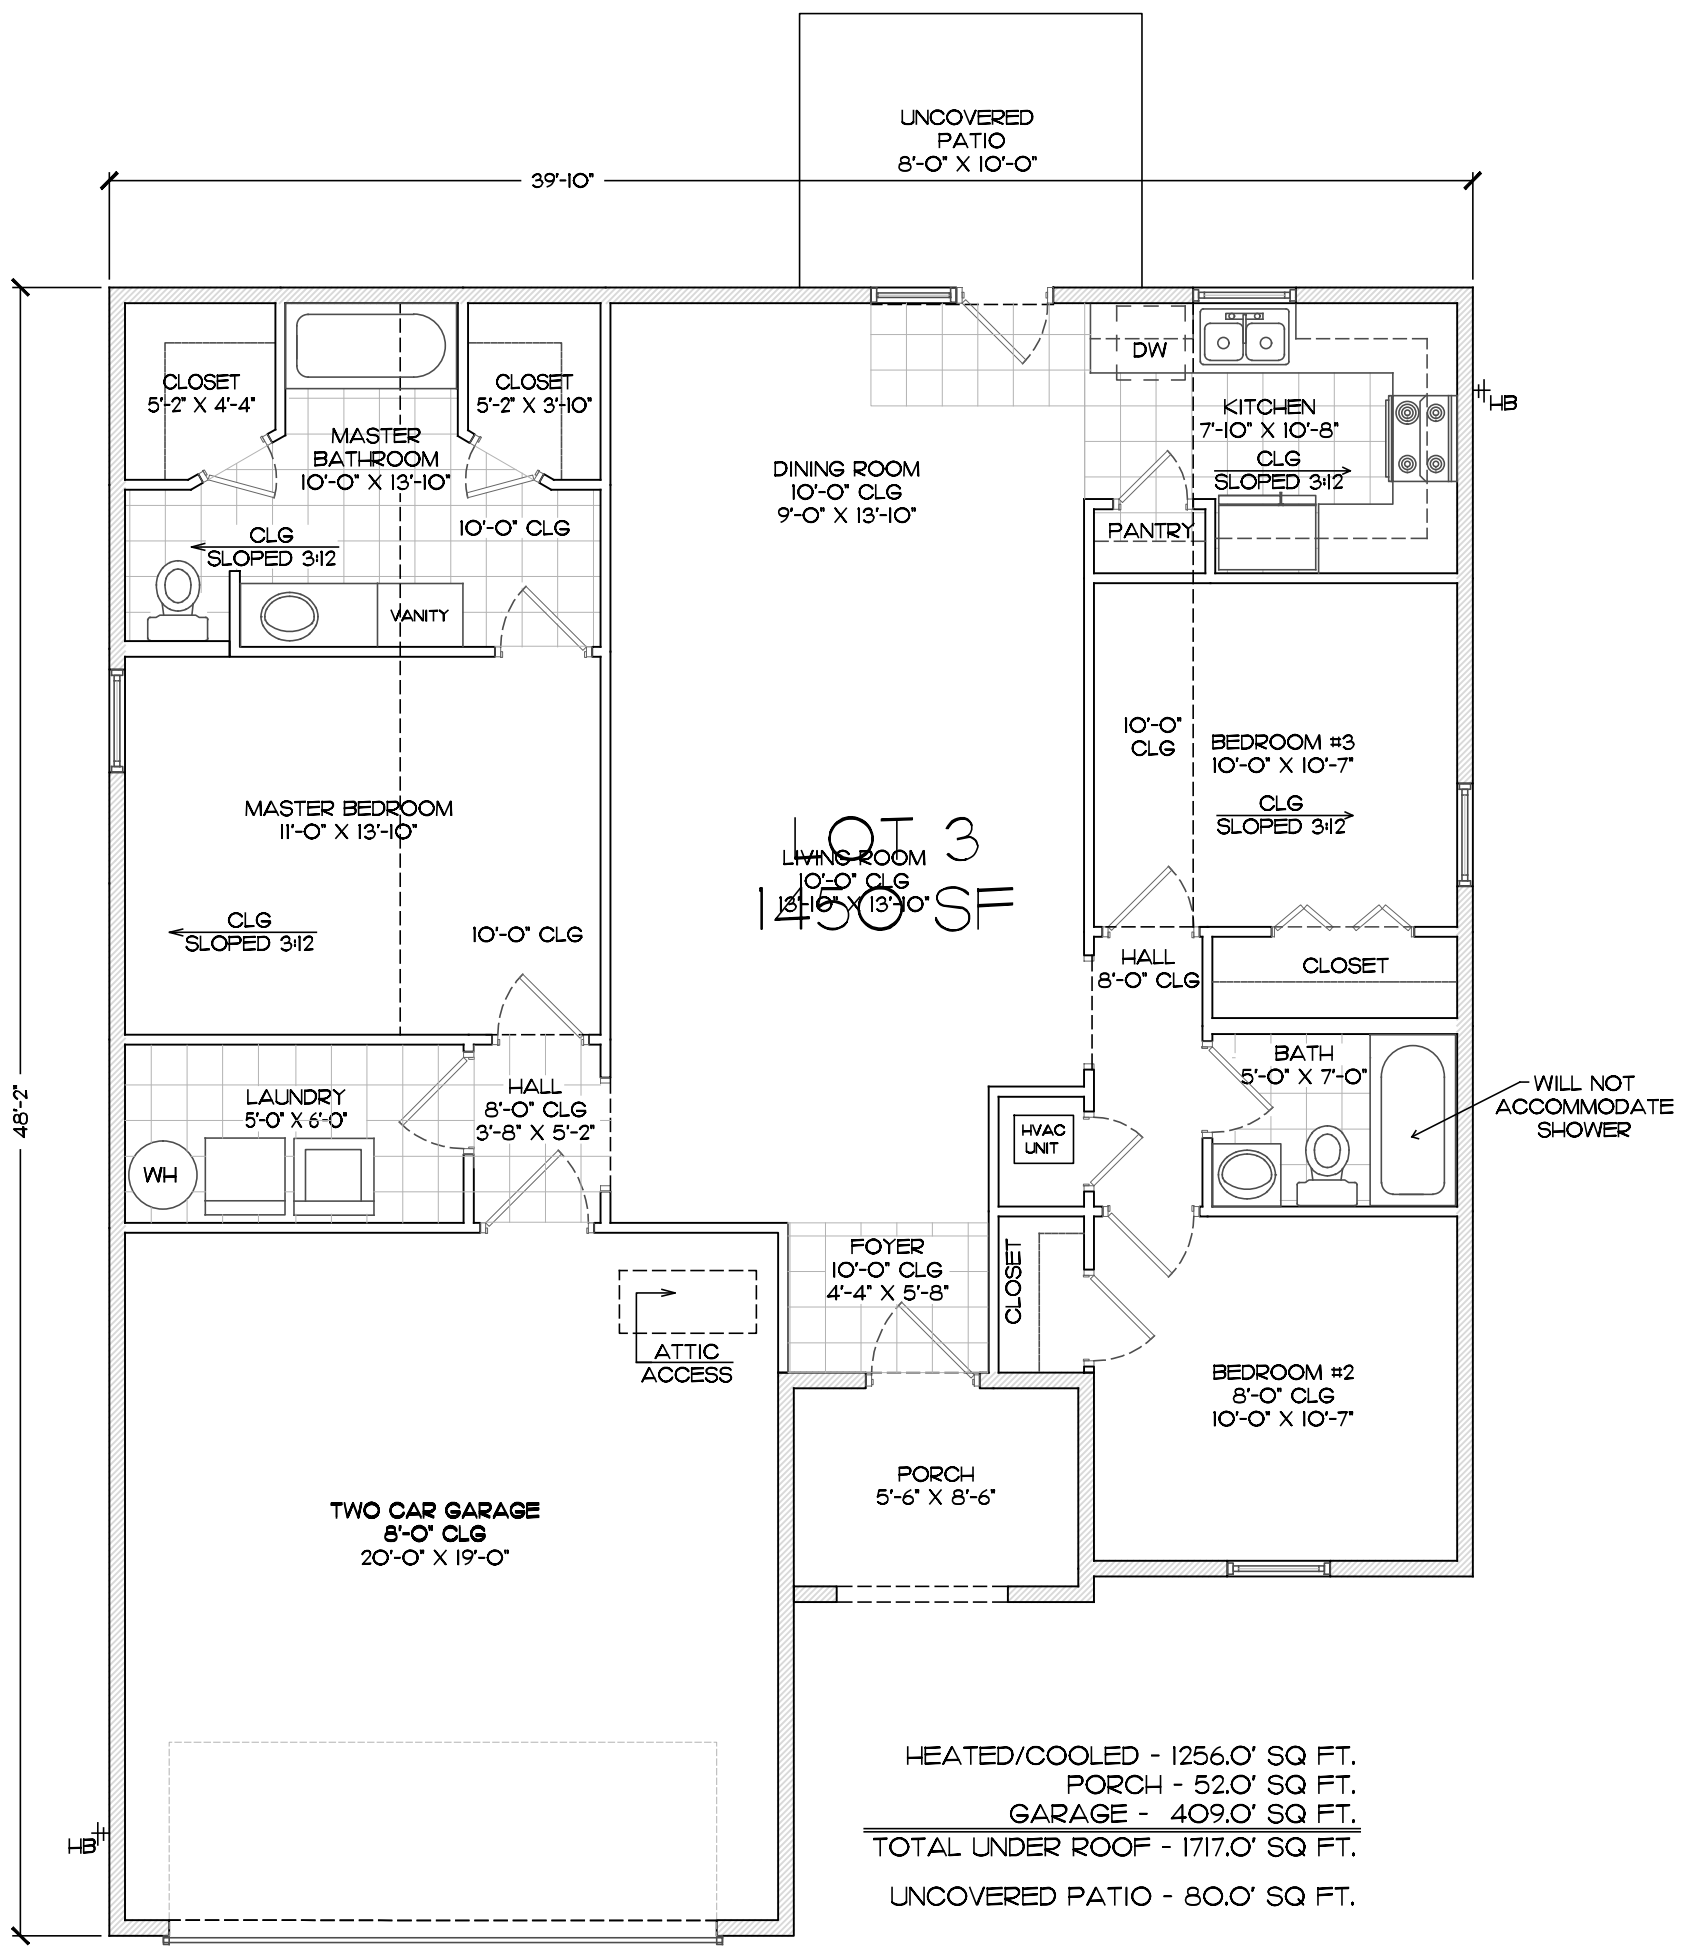 UNCOVERED
PATIO
8'-0" X 10'-0"
39'-10"
48'-2"
CLOSET
5'-2" X 4'-4"
CLOSET
5'-2" X 3'-10"
MASTER
BATHROOM
10'-0" X 13'-10"
CLG
SLOPED 3:12
10'-0" CLG
VANITY
DINING ROOM
10'-0" CLG
9'-0" X 13'-10"
DW
KITCHEN
7'-10" X 10'-8"
CLG
SLOPED 3:12
HB
PANTRY
MASTER BEDROOM
11'-0" X 13'-10"
CLG
SLOPED 3:12
10'-0" CLG
LOT 3
1450 SF
LIVING ROOM
10'-0" CLG
13'-10" X 13'-10"
10'-0"
CLG
BEDROOM #3
10'-0" X 10'-7"
CLG
SLOPED 3:12
HALL
8'-0" CLG
CLOSET
LAUNDRY
5'-0" X 6'-0"
WH
HALL
8'-0" CLG
3'-8" X 5'-2"
HVAC
UNIT
BATH
5'-0" X 7'-0"
WILL NOT
ACCOMMODATE
SHOWER
ATTIC
ACCESS
FOYER
10'-0" CLG
4'-4" X 5'-8"
CLOSET
BEDROOM #2
8'-0" CLG
10'-0" X 10'-7"
PORCH
5'-6" X 8'-6"
TWO CAR GARAGE
8'-0" CLG
20'-0" X 19'-0"
HB
HEATED/COOLED - 1256.0' SQ FT.
PORCH - 52.0' SQ FT.
GARAGE - 409.0' SQ FT.
TOTAL UNDER ROOF - 1717.0' SQ FT.
UNCOVERED PATIO - 80.0' SQ FT.